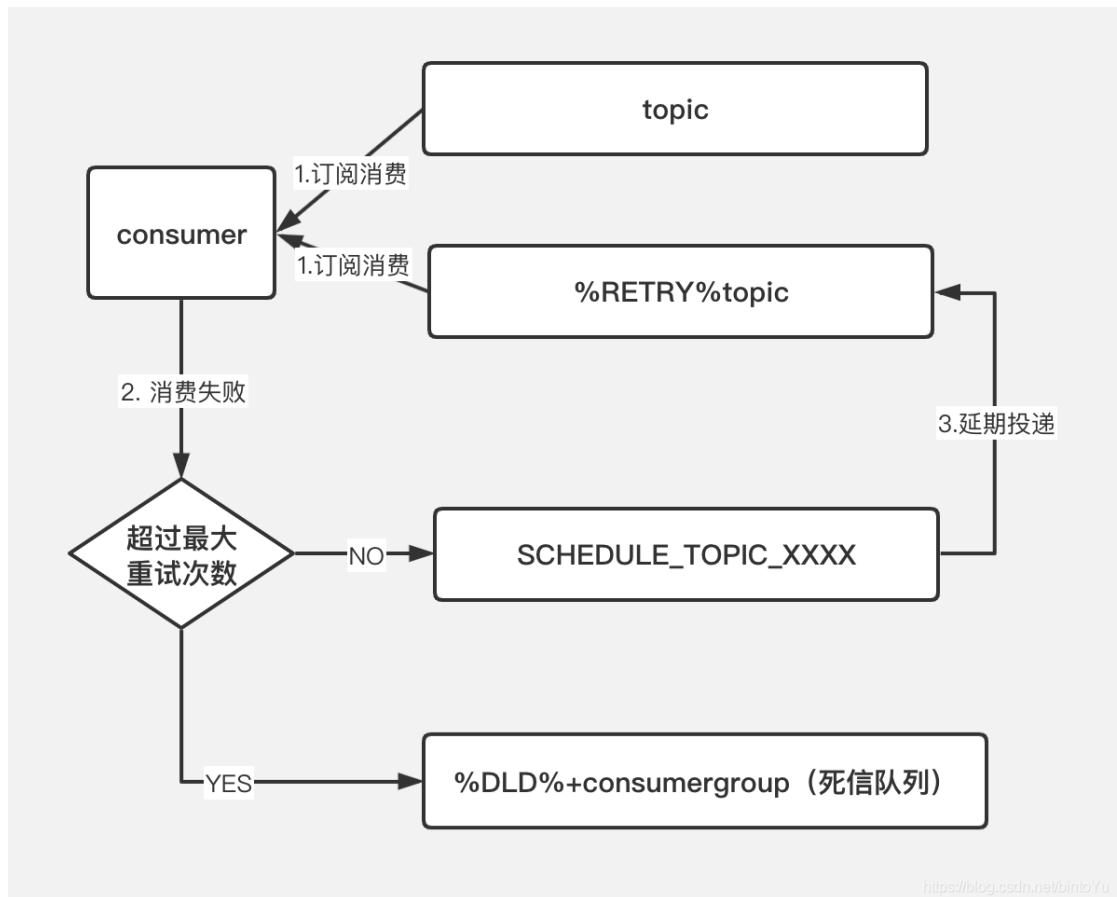 topic
1.订阅消费
consumer
1.订阅消费
%RETRY%topic
2. 消费失败
3.延期投递
超过最大
重试次数
NO
SCHEDULE_TOPIC_XXXX
YES
%DLD%+consumergroup（死信队列）
https://blog.csdn.net/bintoYu